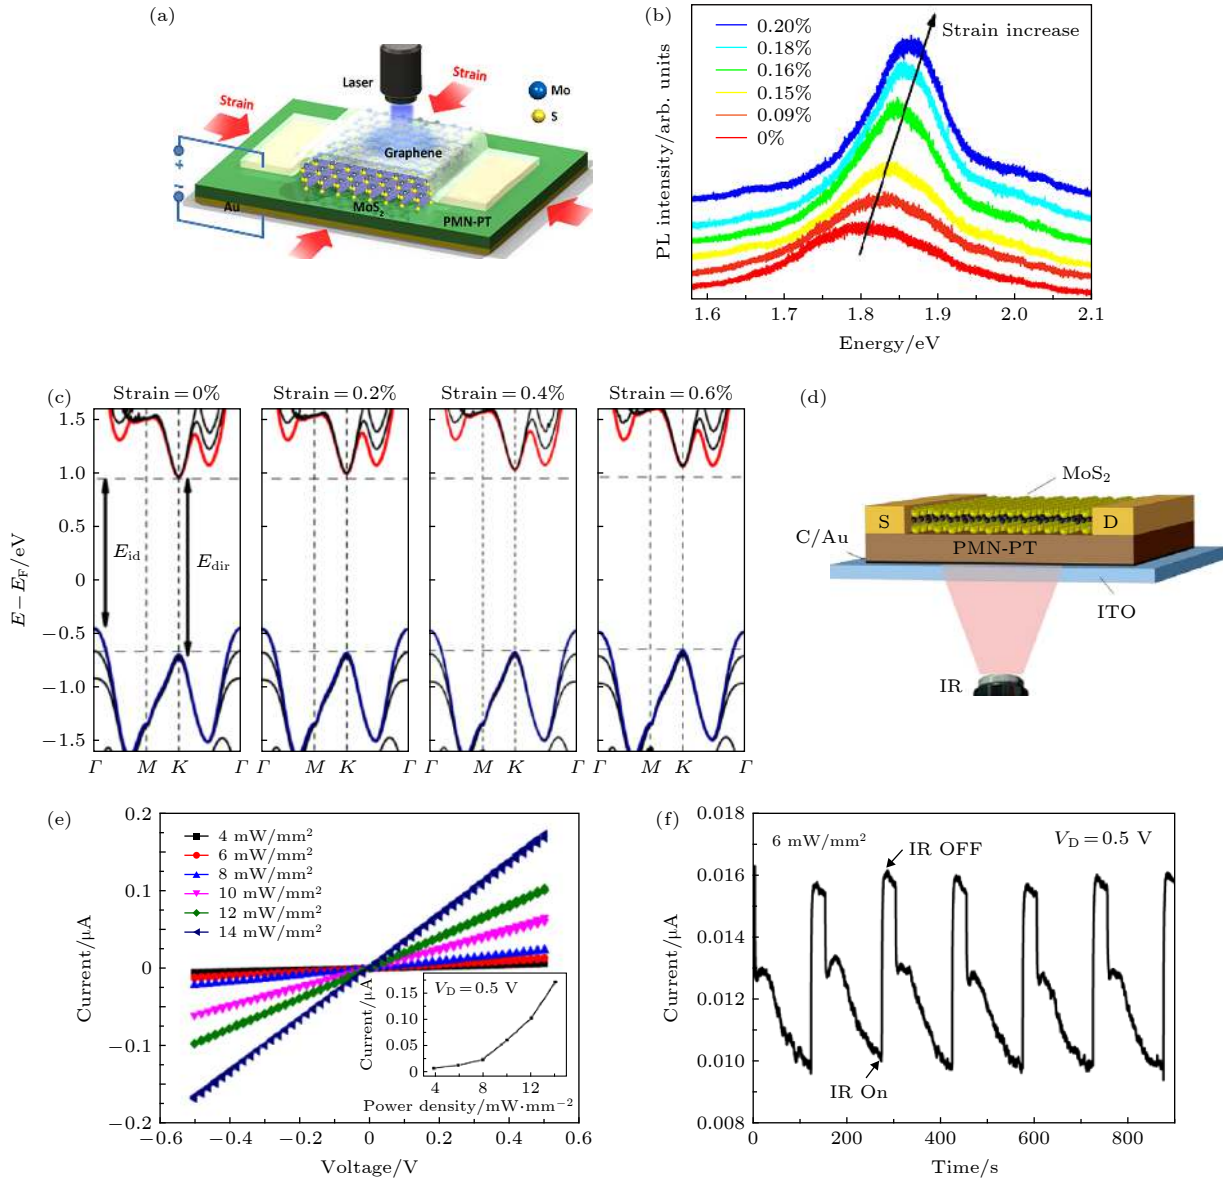 (a)
Laser
Strain
Strain
Mo
S
Graphene
MoS₂
Au
PMN-PT
+
−
(b)
PL intensity/arb. units
0.20%
0.18%
0.16%
0.15%
0.09%
0%
Strain increase
1.6 1.7 1.8 1.9 2.0 2.1
Energy/eV
(c)
Strain=0% Strain=0.2% Strain=0.4% Strain=0.6%
E−E_F/eV
1.5
1.0
0.5
0
−0.5
−1.0
−1.5
E_id
E_dir
Γ M K Γ M K Γ M K Γ M K Γ
(d)
MoS₂
S
D
C/Au
PMN-PT
ITO
IR
(e)
Current/μA
0.2
0.1
0
−0.1
−0.2
4 mW/mm²
6 mW/mm²
8 mW/mm²
10 mW/mm²
12 mW/mm²
14 mW/mm²
Current/μA
0.15
0.10
0.05
0
V_D=0.5 V
4 8 12
Power density/mW·mm⁻²
−0.6 −0.4 −0.2 0 0.2 0.4 0.6
Voltage/V
(f)
Current/μA
0.018
0.016
0.014
0.012
0.010
0.008
6 mW/mm²
V_D=0.5 V
IR OFF
IR On
0 200 400 600 800
Time/s